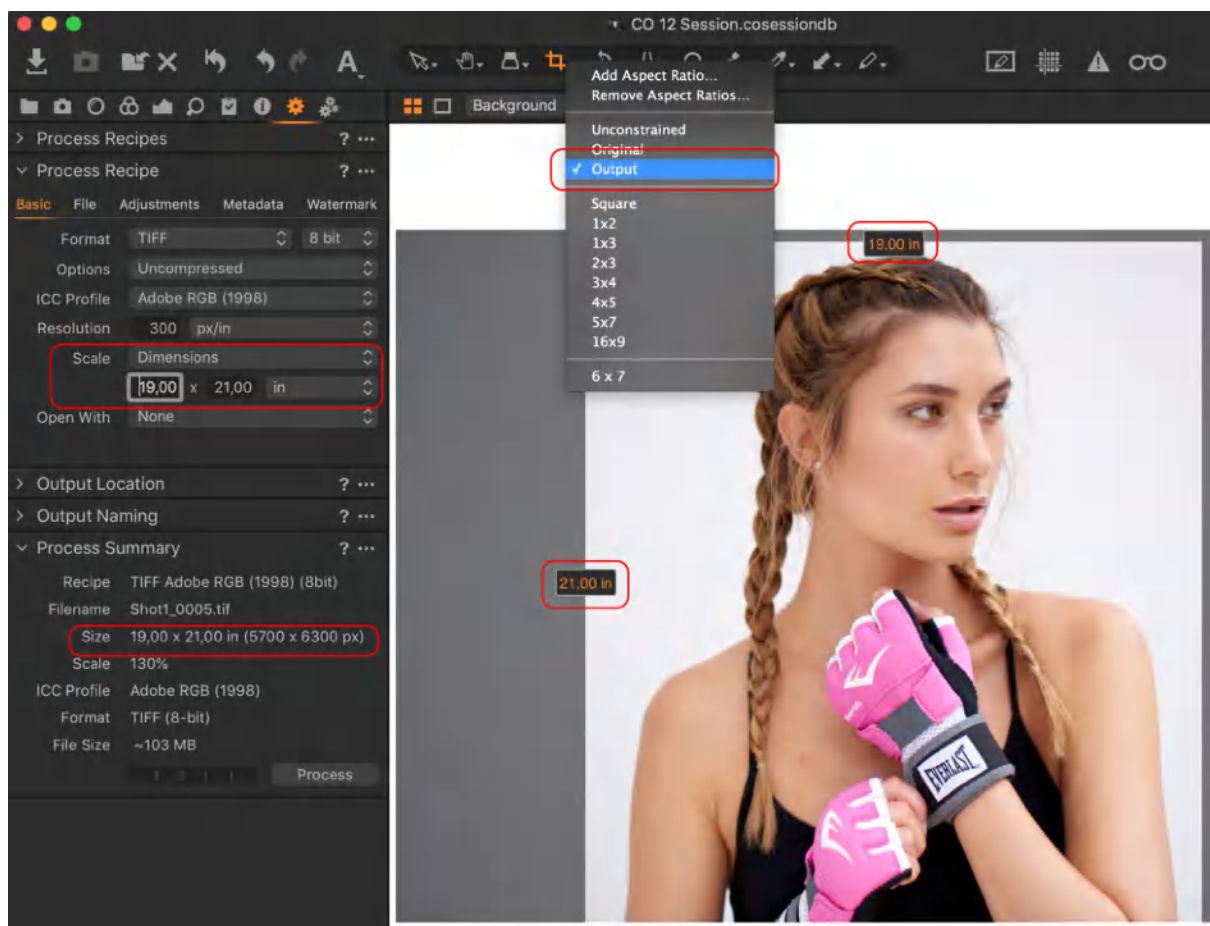 CO 12 Session.cosessiondb
A
Background
Add Aspect Ratio...
Remove Aspect Ratios...
Unconstrained
Original
Output
Square
1x2
1x3
2x3
3x4
4x5
5x7
16x9
6 x 7
Process Recipes ? ...
Process Recipe ? ...
Basic File Adjustments Metadata Watermark
Format TIFF 8 bit
Options Uncompressed
ICC Profile Adobe RGB (1998)
Resolution 300 px/in
Scale Dimensions
19,00 x 21,00 in
Open With None
Output Location ? ...
Output Naming ? ...
Process Summary ? ...
Recipe TIFF Adobe RGB (1998) (8bit)
Filename Shot1_0005.tif
Size 19,00 x 21,00 in (5700 x 6300 px)
Scale 130%
ICC Profile Adobe RGB (1998)
Format TIFF (8-bit)
File Size ~103 MB
Process
19,00 in
21,00 in
EVERLAST